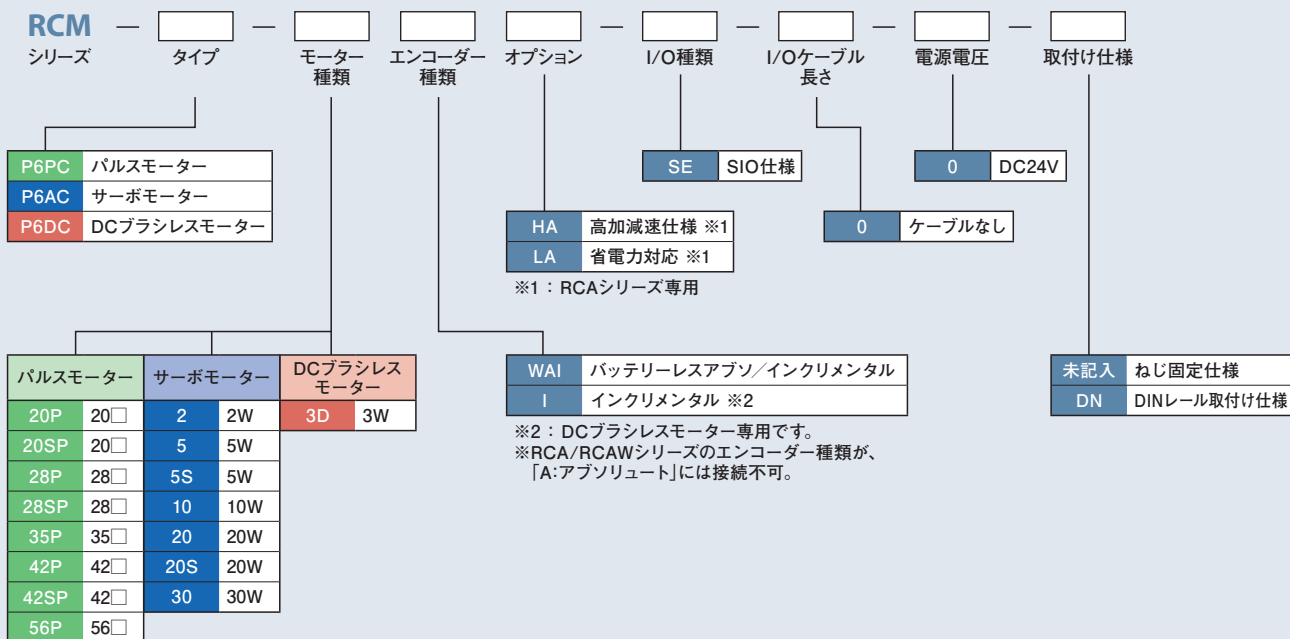 RCM － － － － － － －
シリーズ タイプ モーター種類 エンコーダー種類 オプション I/O種類 I/Oケーブル長さ 電源電圧 取付け仕様
P6PC パルスモーター
P6AC サーボモーター
P6DC DCブラシレスモーター
SE SIO仕様
0 DC24V
HA 高加減速仕様 ※1
LA 省電力対応 ※1
※1：RCAシリーズ専用
0 ケーブルなし
パルスモーター サーボモーター DCブラシレスモーター
20P 20□ 2 2W 3D 3W
20SP 20□ 5 5W
28P 28□ 5S 5W
28SP 28□ 10 10W
35P 35□ 20 20W
42P 42□ 20S 20W
42SP 42□ 30 30W
56P 56□
WAI バッテリーレスアブソ／インクリメンタル
I インクリメンタル ※2
※2：DCブラシレスモーター専用です。
※RCA/RCAWシリーズのエンコーダー種類が、
「A:アブソリュート」には接続不可。
未記入 ねじ固定仕様
DN DINレール取付け仕様